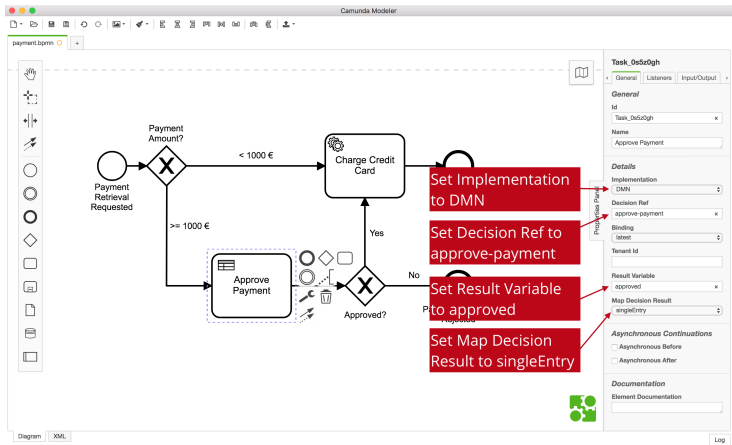 Camunda Modeler
payment.bpmn
+
Task_0s5z0gh
General
Listeners
Input/Output
General
Id
Task_0s5z0gh
×
Name
Approve Payment
Details
Implementation
DMN
Decision Ref
approve-payment
×
Binding
latest
Tenant Id
Result Variable
approved
×
Map Decision Result
singleEntry
Asynchronous Continuations
Asynchronous Before
Asynchronous After
Documentation
Element Documentation
Properties Panel
Payment
Amount?
< 1000 €
Payment
Retrieval
Requested
>= 1000 €
Charge Credit
Card
Yes
Approve
Payment
Approved?
No
Set Implementation
to DMN
Set Decision Ref to
approve-payment
Set Result Variable
to approved
Set Map Decision
Result to singleEntry
Diagram
XML
Log